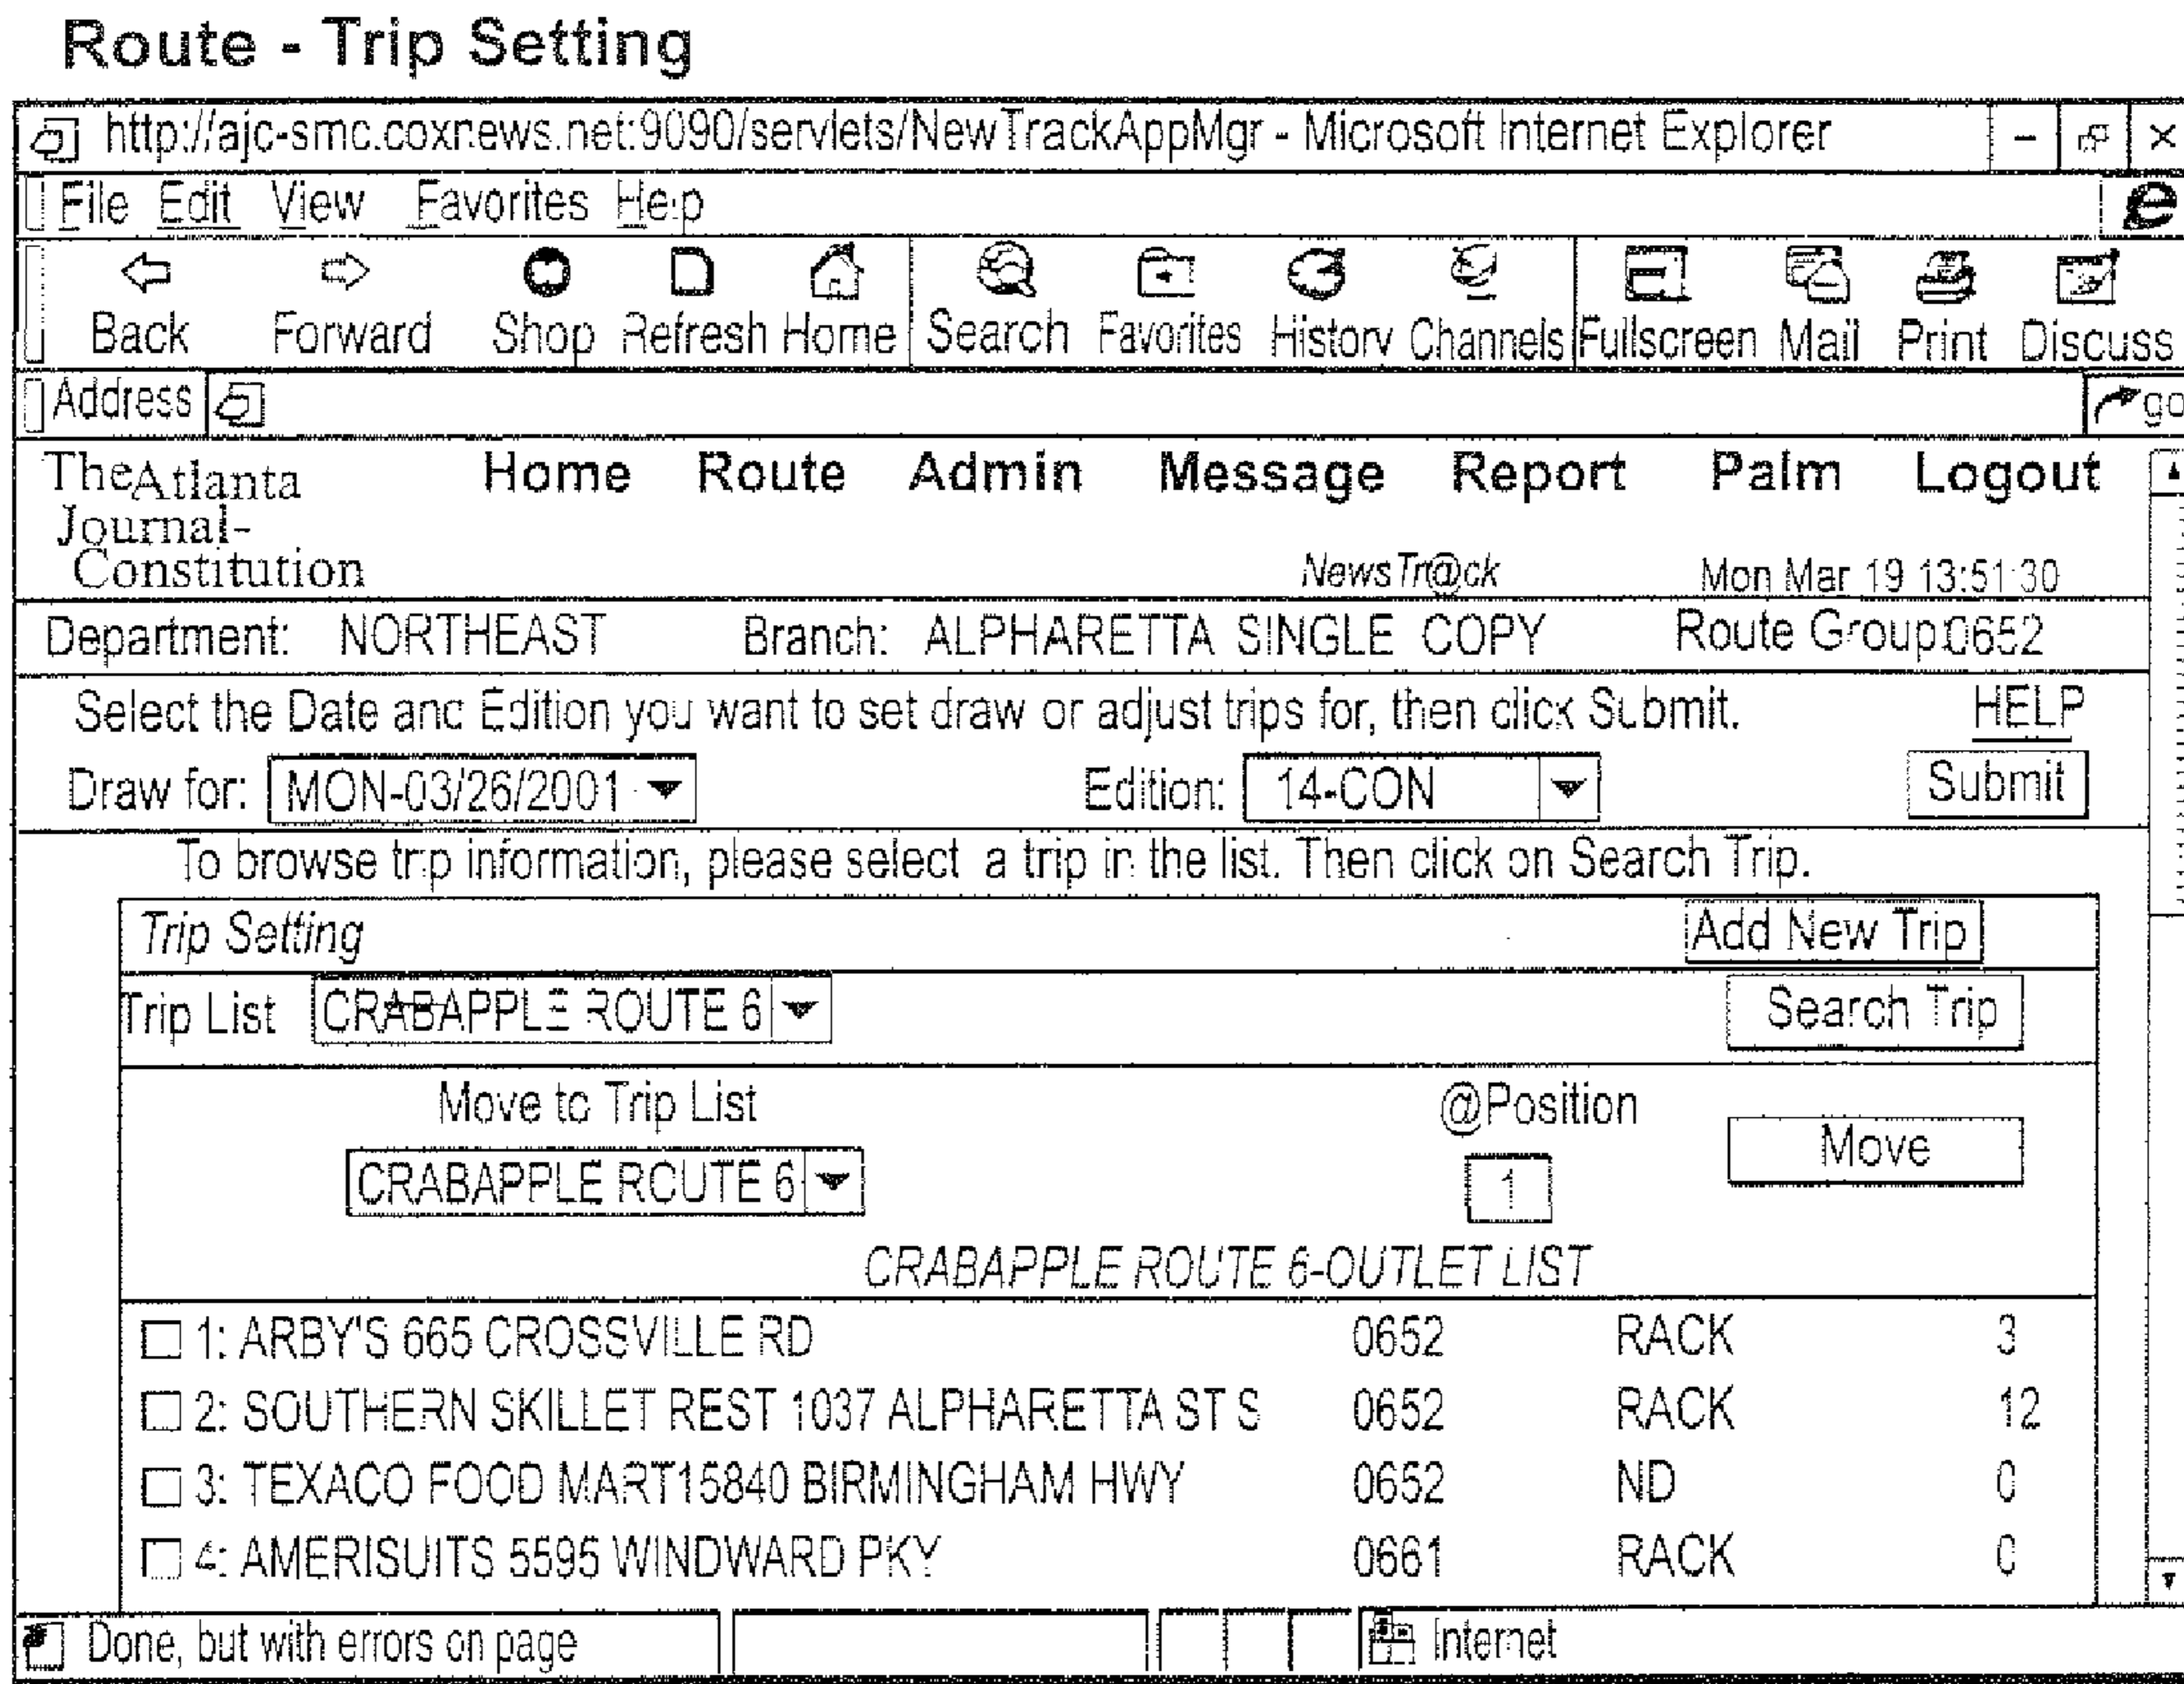 Route - Trip Setting
http://ajc-smc.coxnews.net:9090/servlets/NewTrackAppMgr - Microsoft Internet Explorer
File Edit View Favorites Help
Back Forward Shop Refresh Home Search Favorites History Channels Fullscreen Mail Print Discuss
Address go
The Atlanta Journal-Constitution
Home Route Admin Message Report Palm Logout
NewsTr@ck Mon Mar 19 13:51:30
Department: NORTHEAST Branch: ALPHARETTA SINGLE COPY Route Group:0652
Select the Date and Edition you want to set draw or adjust trips for, then click Submit. HELP
Draw for: MON-03/26/2001 Edition: 14-CON Submit
To browse trip information, please select a trip in the list. Then click on Search Trip.
Trip Setting Add New Trip
Trip List CRABAPPLE ROUTE 6 Search Trip
Move to Trip List @Position
CRABAPPLE ROUTE 6 1 Move
CRABAPPLE ROUTE 6-OUTLET LIST
1: ARBY'S 665 CROSSVILLE RD 0652 RACK 3
2: SOUTHERN SKILLET REST 1037 ALPHARETTA ST S 0652 RACK 12
3: TEXACO FOOD MART15840 BIRMINGHAM HWY 0652 ND 0
4: AMERISUITS 5595 WINDWARD PKY 0661 RACK 0
Done, but with errors on page Internet